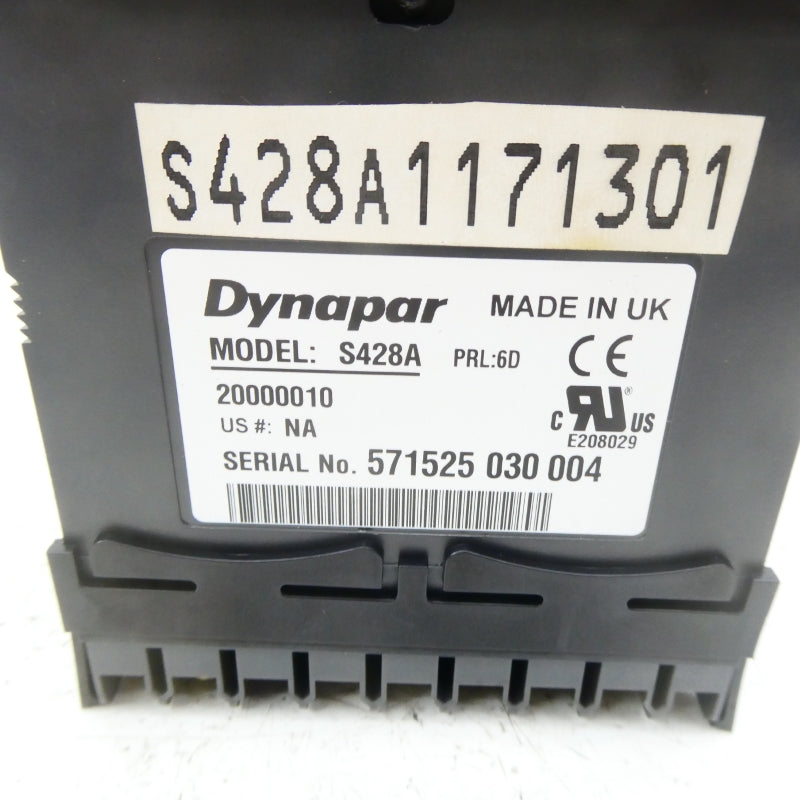 S428A1171301
Dynapar MADE IN UK
MODEL: S428A PRL:6D CE
20000010
US #: NA
C RU US
®
E208029
SERIAL No. 571525 030 004